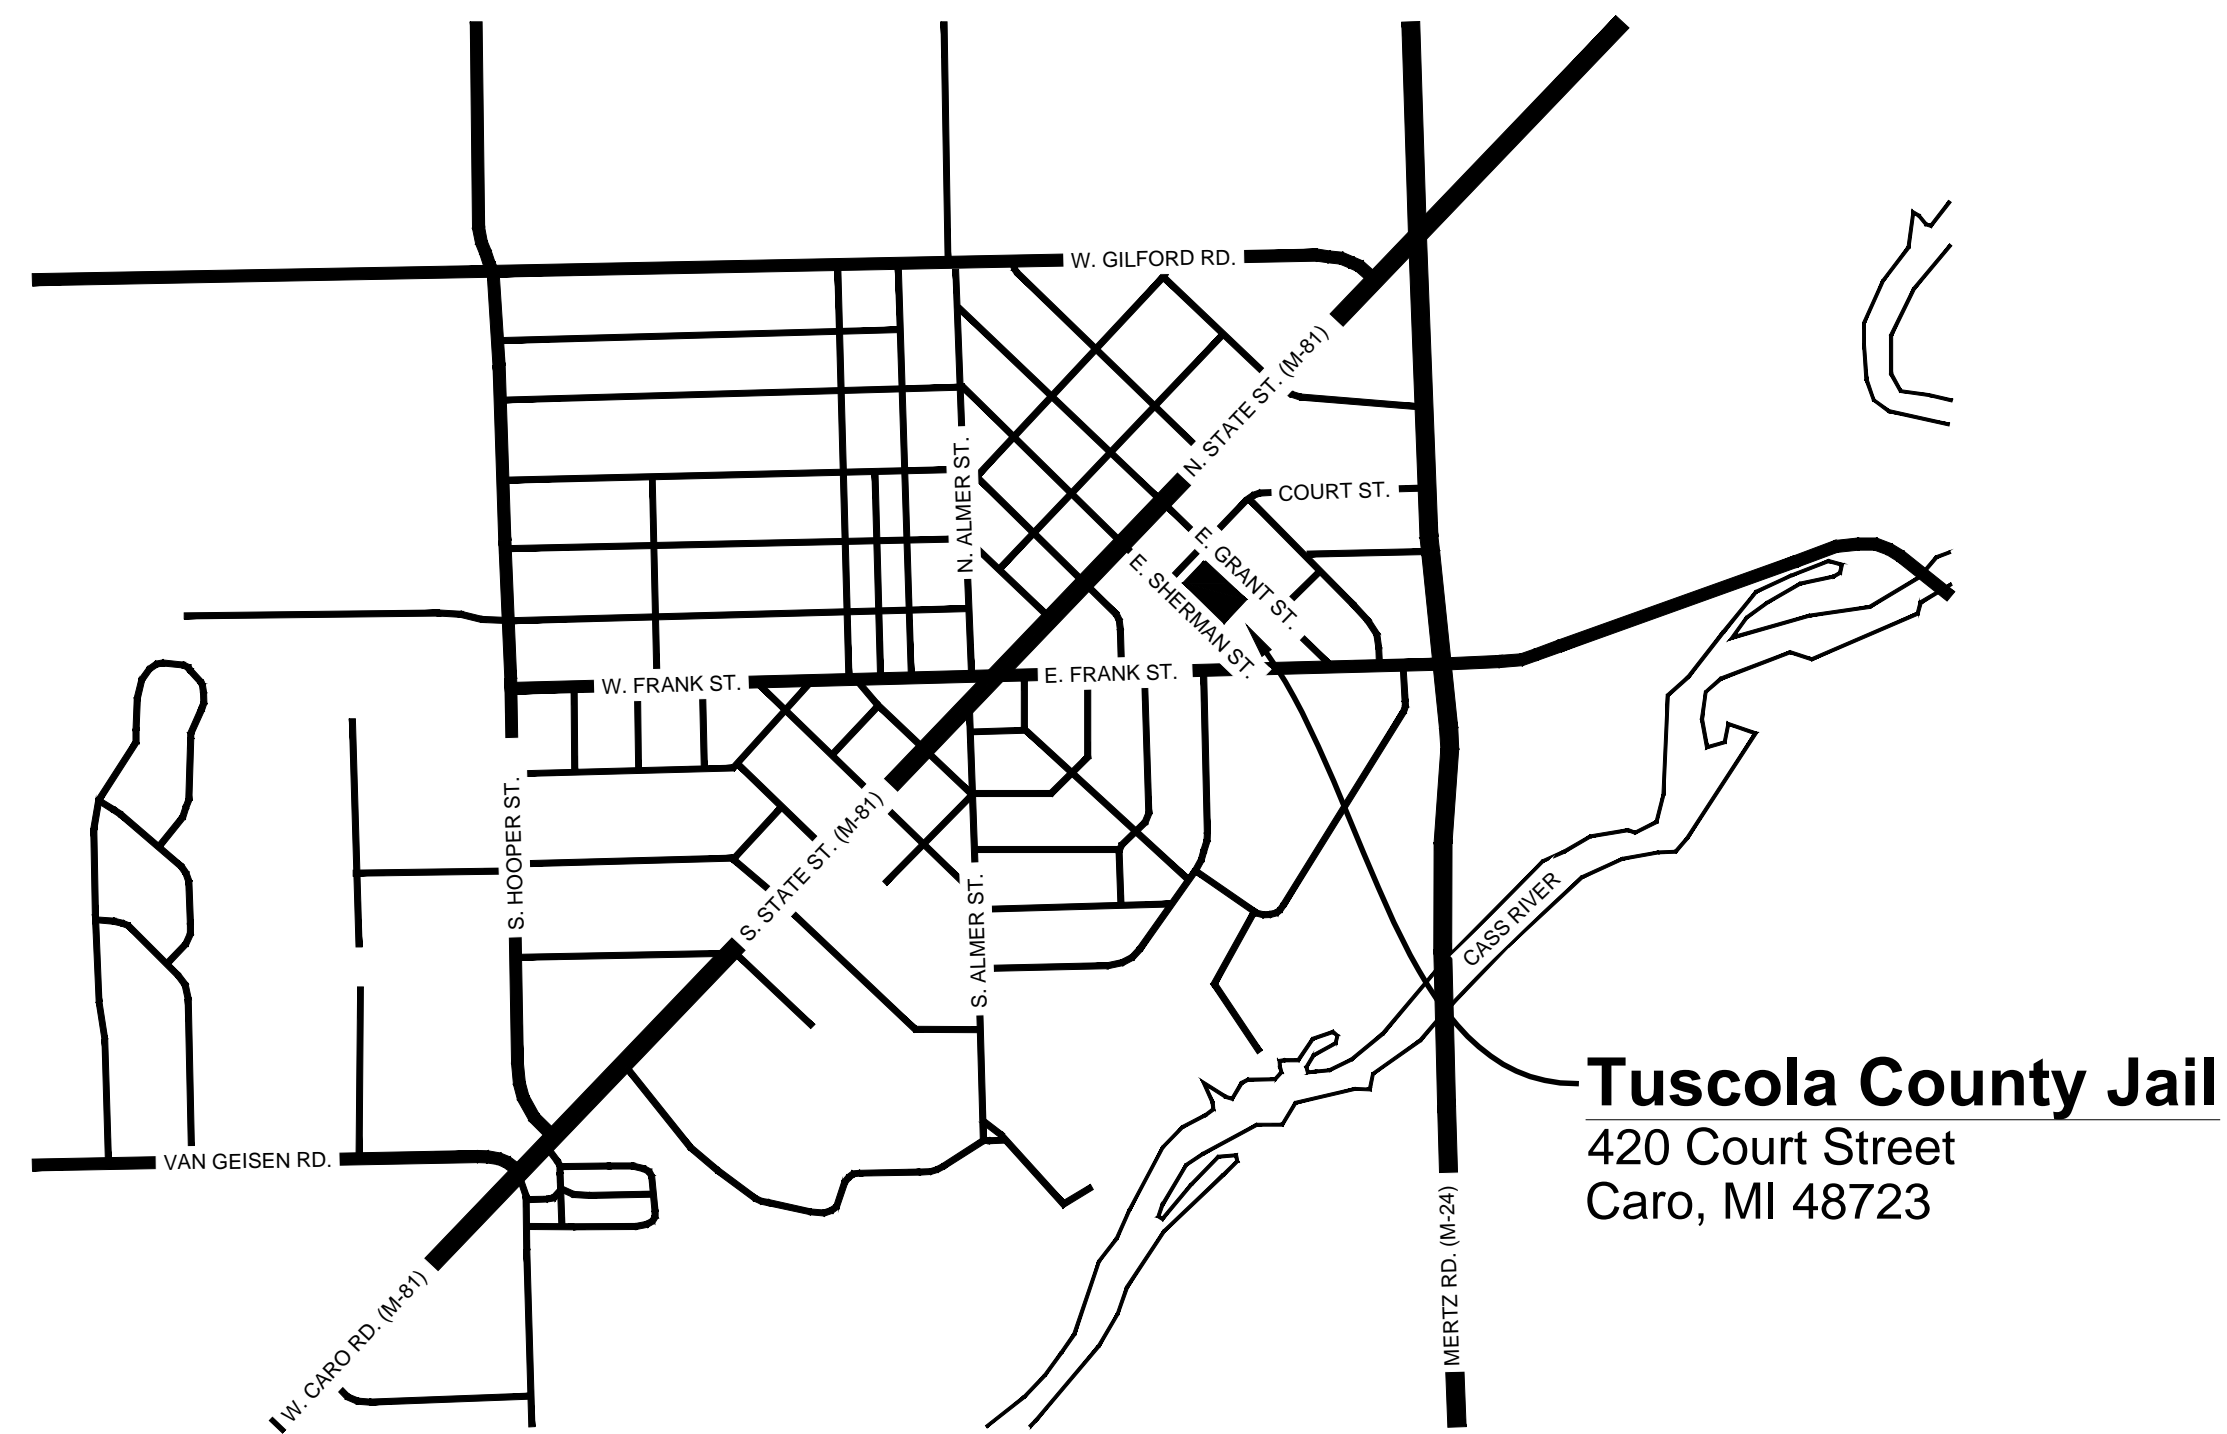 W. GILFORD RD.
N. STATE ST. (M-81)
N. ALMER ST.
COURT ST.
E. GRANT ST.
E. SHERMAN ST.
W. FRANK ST.
E. FRANK ST.
S. HOOPER ST.
S. STATE ST. (M-81)
S. ALMER ST.
CASS RIVER
Tuscola County Jail
420 Court Street
Caro, MI 48723
VAN GEISEN RD.
MERTZ RD. (M-24)
W. CARO RD. (M-81)